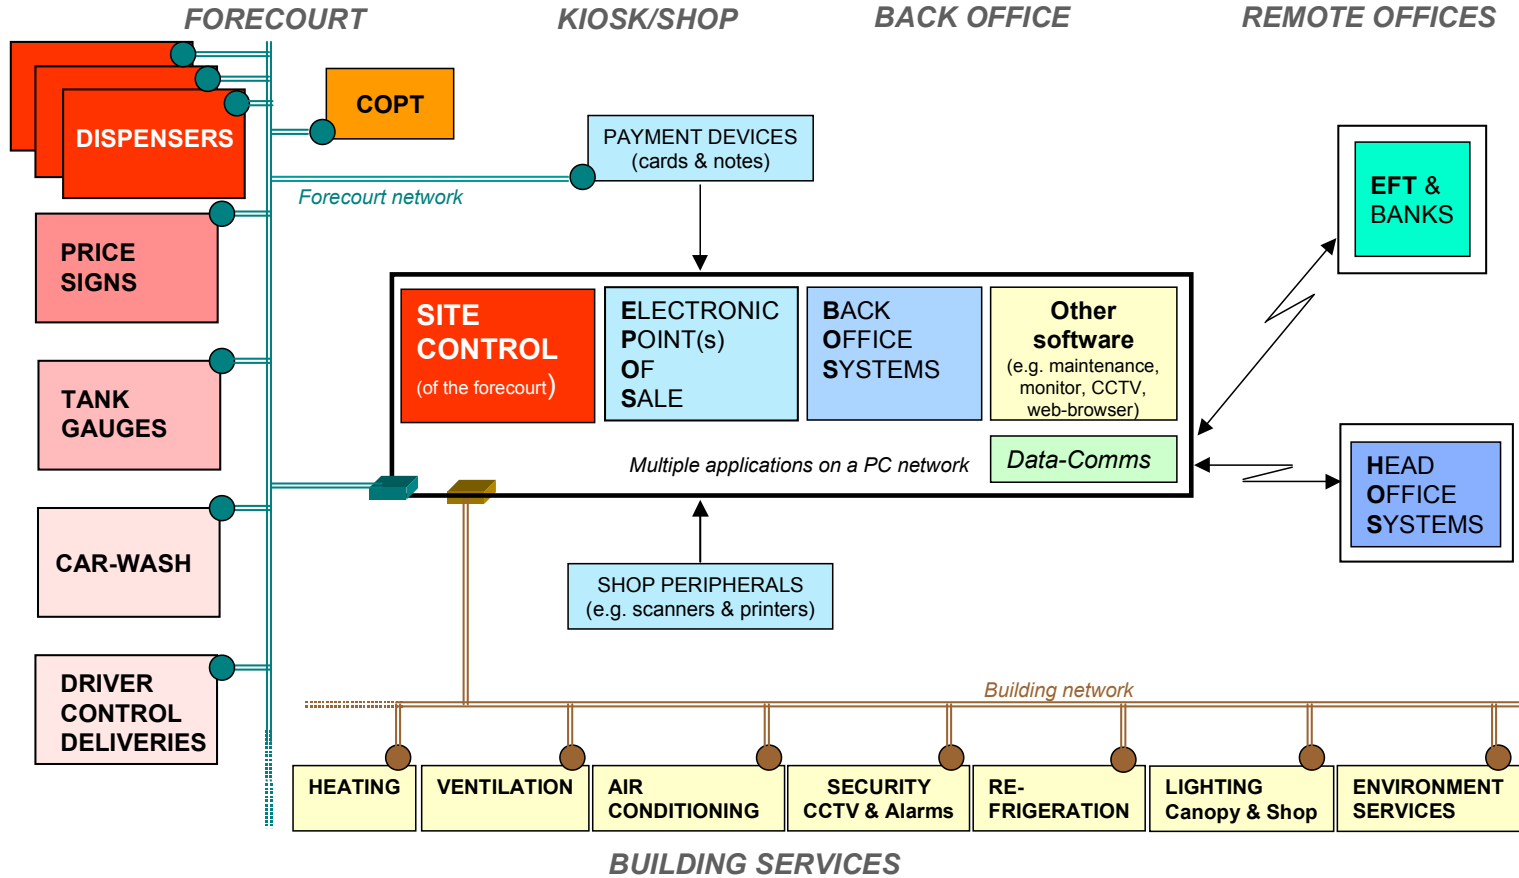 FORECOURT
KIOSK/SHOP
BACK OFFICE
REMOTE OFFICES
DISPENSERS
COPT
PAYMENT DEVICES
(cards & notes)
Forecourt network
EFT &
BANKS
PRICE
SIGNS
SITE
CONTROL
(of the forecourt)
ELECTRONIC
POINT(s)
OF
SALE
BACK
OFFICE
SYSTEMS
Other
software
(e.g. maintenance,
monitor, CCTV,
web-browser)
TANK
GAUGES
Multiple applications on a PC network
Data-Comms
HEAD
OFFICE
SYSTEMS
CAR-WASH
SHOP PERIPHERALS
(e.g. scanners & printers)
DRIVER
CONTROL
DELIVERIES
Building network
HEATING
VENTILATION
AIR
CONDITIONING
SECURITY
CCTV & Alarms
RE-
FRIGERATION
LIGHTING
Canopy & Shop
ENVIRONMENT
SERVICES
BUILDING SERVICES